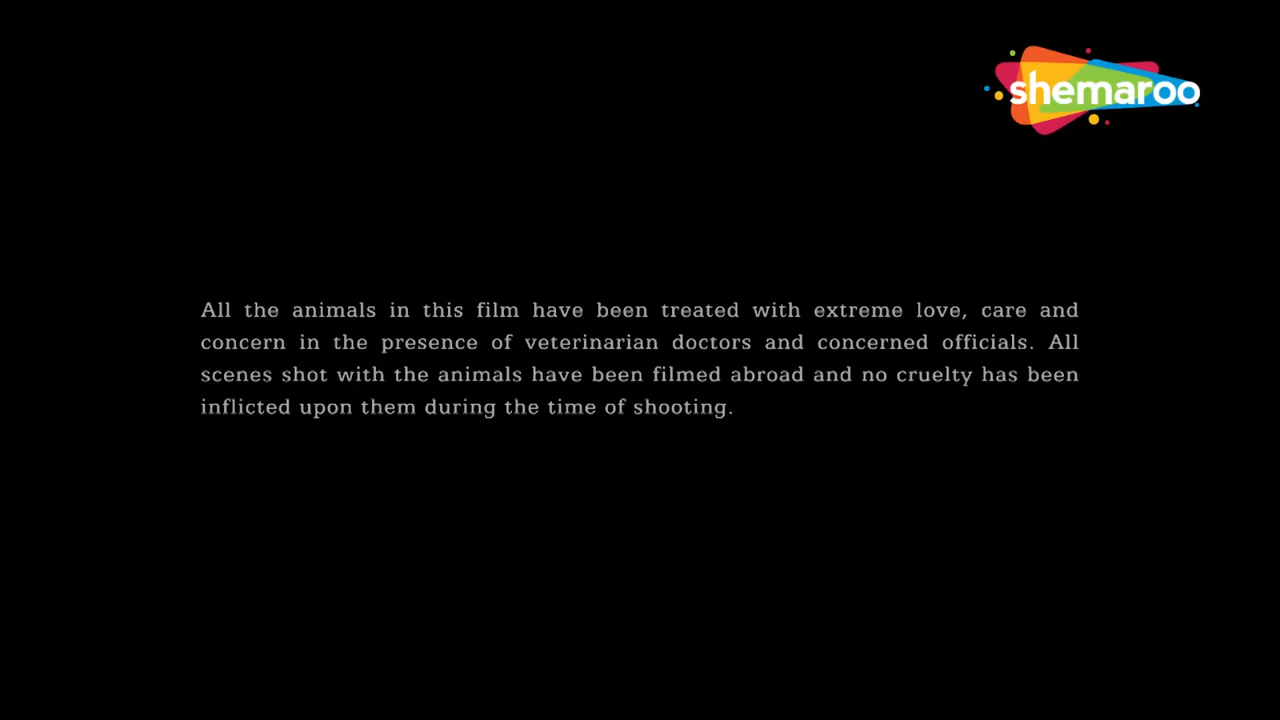 shemaroo
All the animals in this film have been treated with extreme love, care and
concern in the presence of veterinarian doctors and concerned officials. All
scenes shot with the animals have been filmed abroad and no cruelty has been
inflicted upon them during the time of shooting.